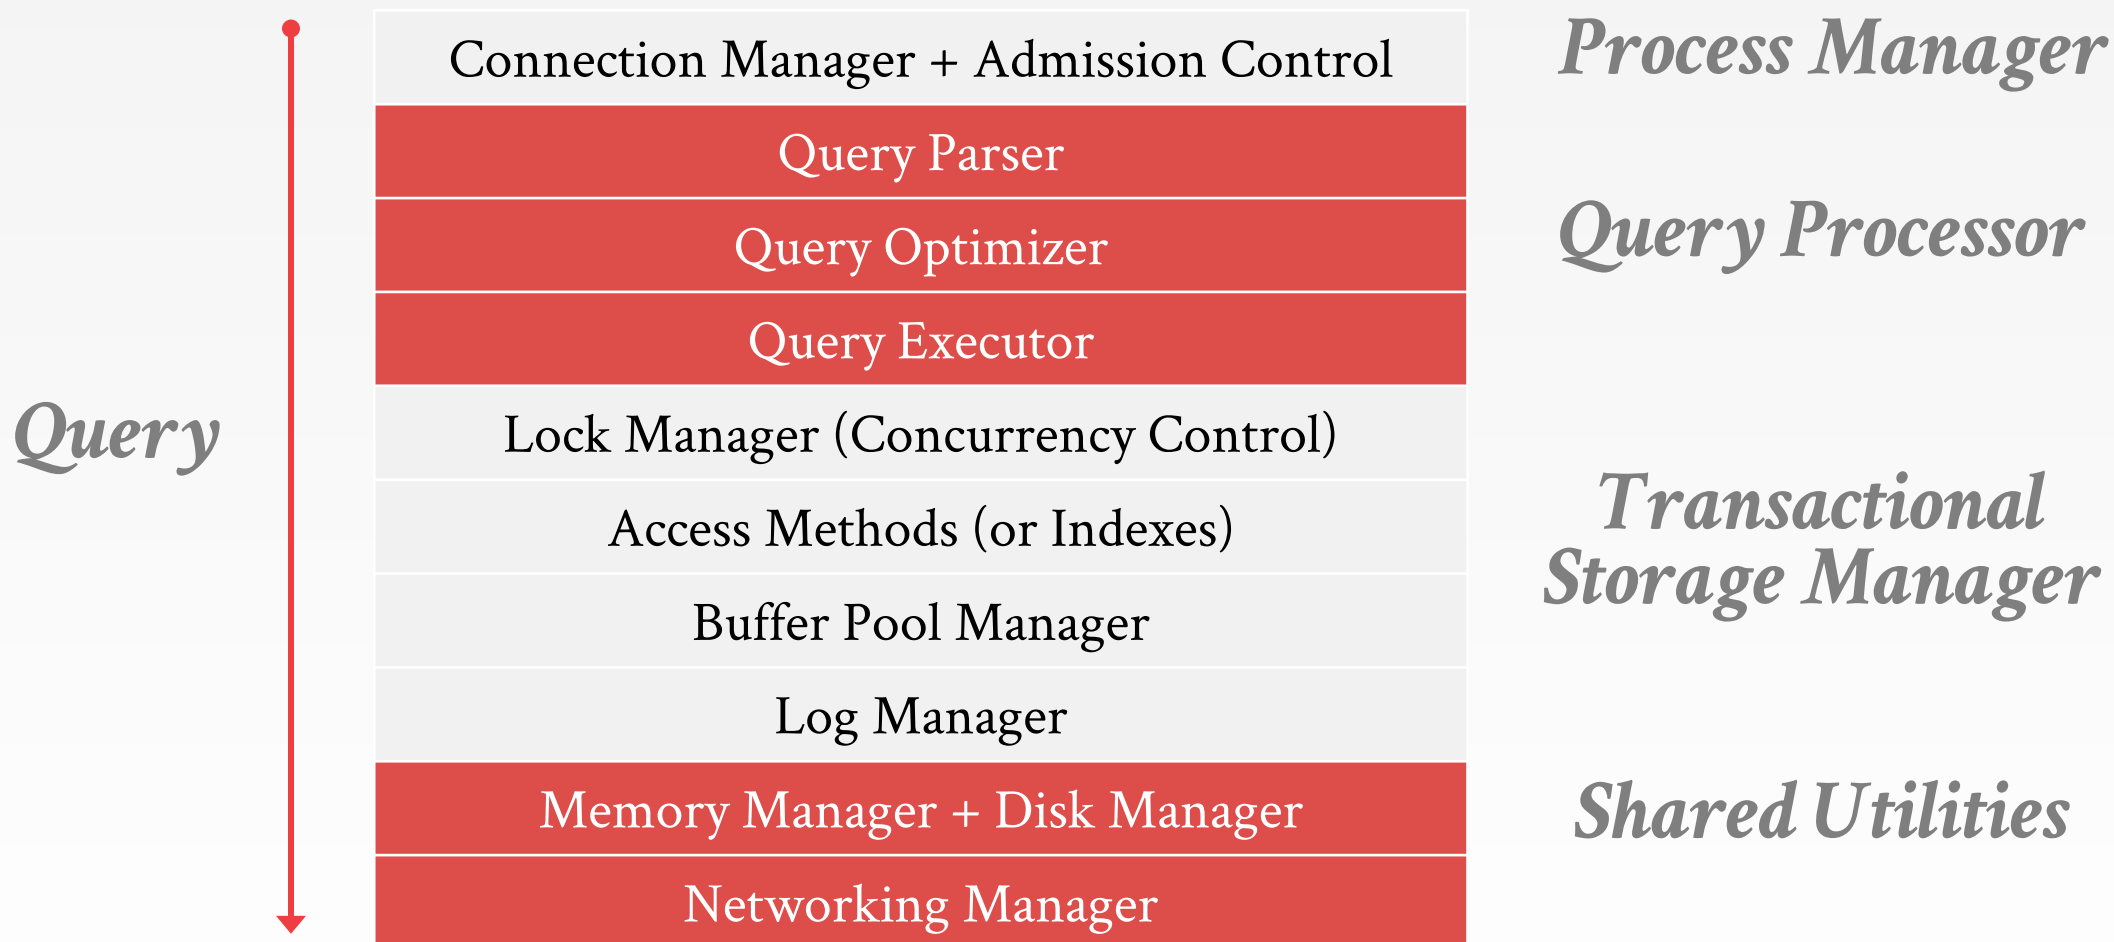 Connection Manager + Admission Control
Process Manager
Query Parser
Query Optimizer
Query Processor
Query Executor
Query
Lock Manager (Concurrency Control)
Access Methods (or Indexes)
Transactional
Storage Manager
Buffer Pool Manager
Log Manager
Memory Manager + Disk Manager
Shared Utilities
Networking Manager